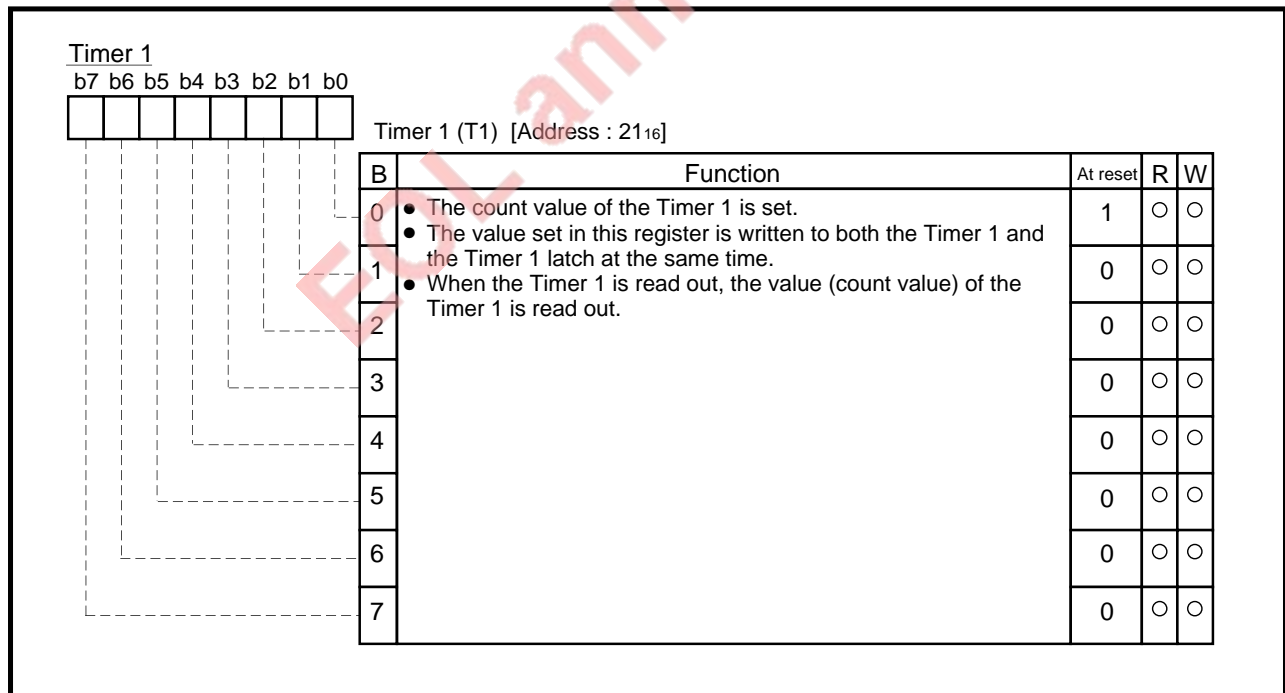 Timer 1
b7 b6 b5 b4 b3 b2 b1 b0
Timer 1 (T1) [Address : 21₁₆]
B Function At reset R W
0 ● The count value of the Timer 1 is set. 1 ○ ○
● The value set in this register is written to both the Timer 1 and
1 the Timer 1 latch at the same time. 0 ○ ○
● When the Timer 1 is read out, the value (count value) of the
Timer 1 is read out.
2 0 ○ ○
3 0 ○ ○
4 0 ○ ○
5 0 ○ ○
6 0 ○ ○
7 0 ○ ○
EOL ann